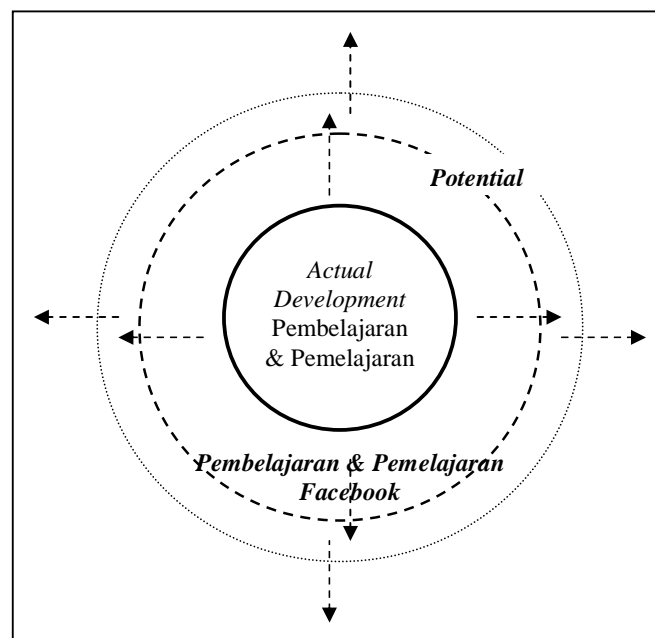 Potential
Actual
Development
Pembelajaran
& Pemelajaran
Pembelajaran & Pemelajaran
Facebook